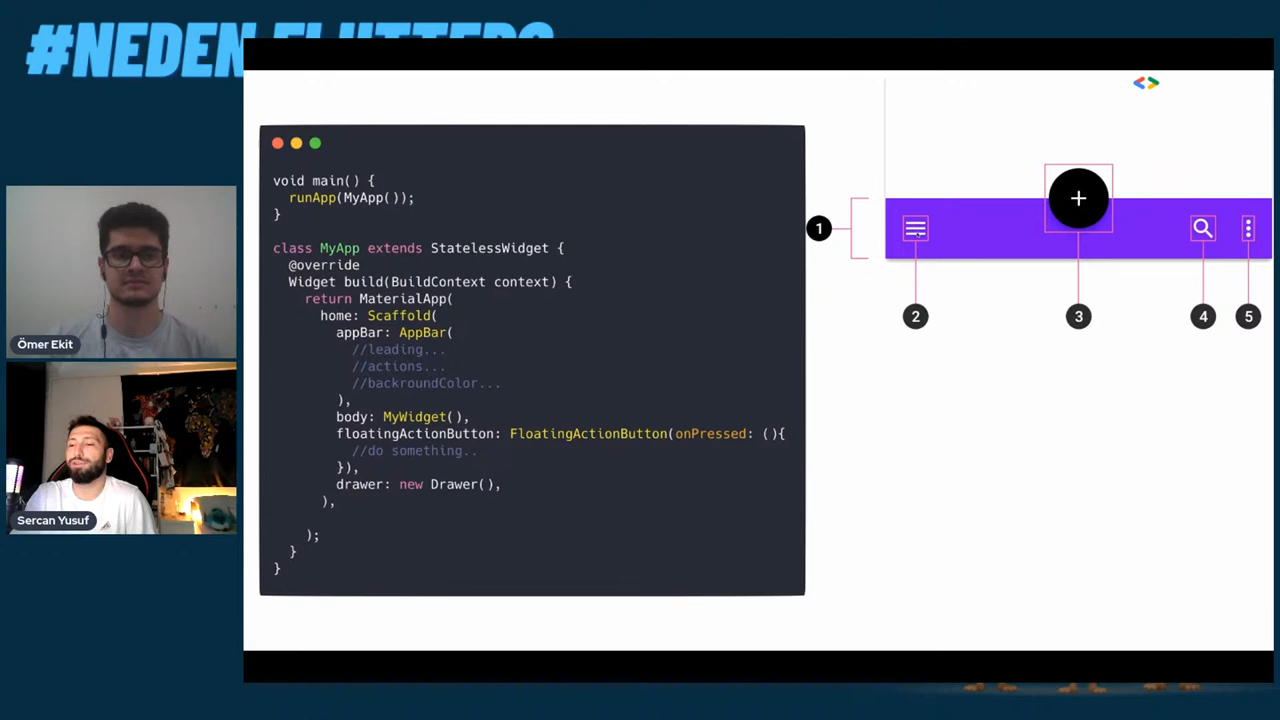 #NEDEN
void main() {
runApp(MyApp());
}
class MyApp extends StatelessWidget {
@override
Widget build(BuildContext context) {
return MaterialApp(
home: Scaffold(
appBar: AppBar(
//leading...
//actions...
//backroundColor...
),
body: MyWidget(),
floatingActionButton: FloatingActionButton(onPressed: (){
//do something..
}),
drawer: new Drawer(),
),
);
}
}
1
2
3
4
5
Ömer Ekit
Sercan Yusuf